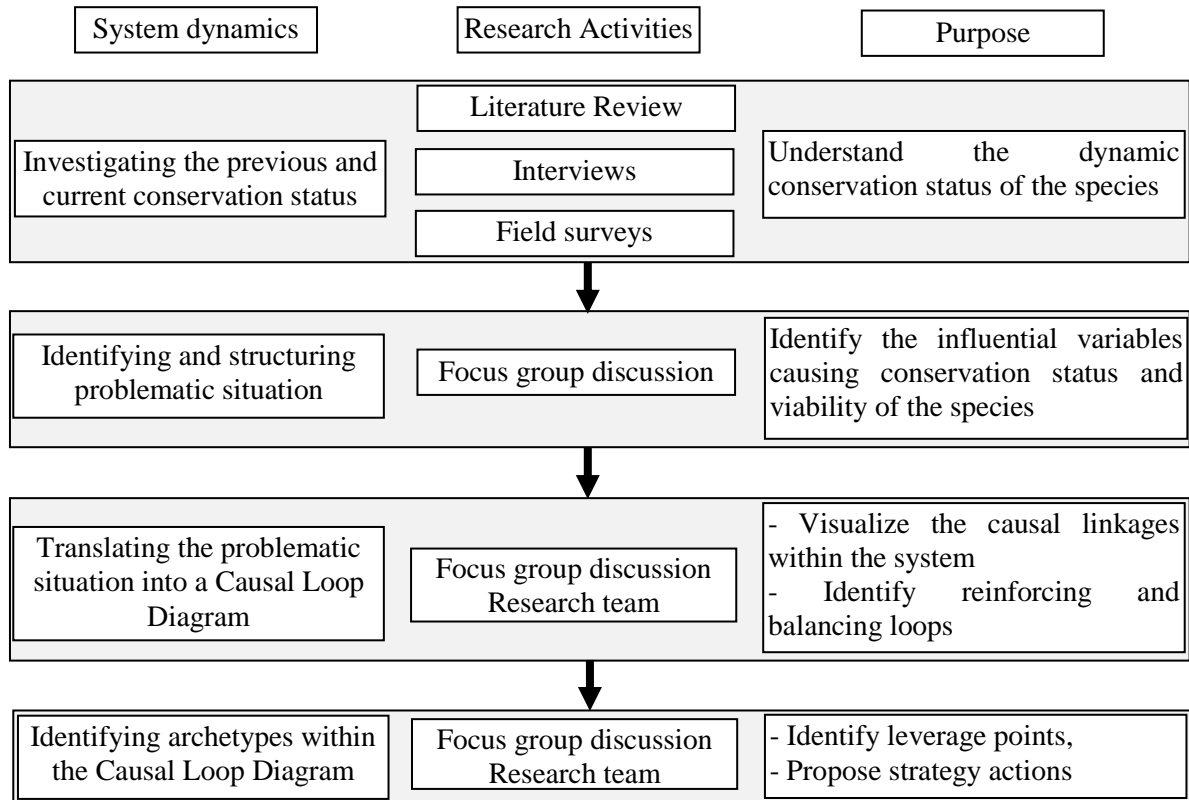 System dynamics
Research Activities
Purpose
Literature Review
Investigating the previous and
current conservation status
Interviews
Field surveys
Understand the dynamic
conservation status of the species
Identifying and structuring
problematic situation
Focus group discussion
Identify the influential variables
causing conservation status and
viability of the species
Translating the problematic
situation into a Causal Loop
Diagram
Focus group discussion
Research team
- Visualize the causal linkages
within the system
- Identify reinforcing and
balancing loops
Identifying archetypes within
the Causal Loop Diagram
Focus group discussion
Research team
- Identify leverage points,
- Propose strategy actions